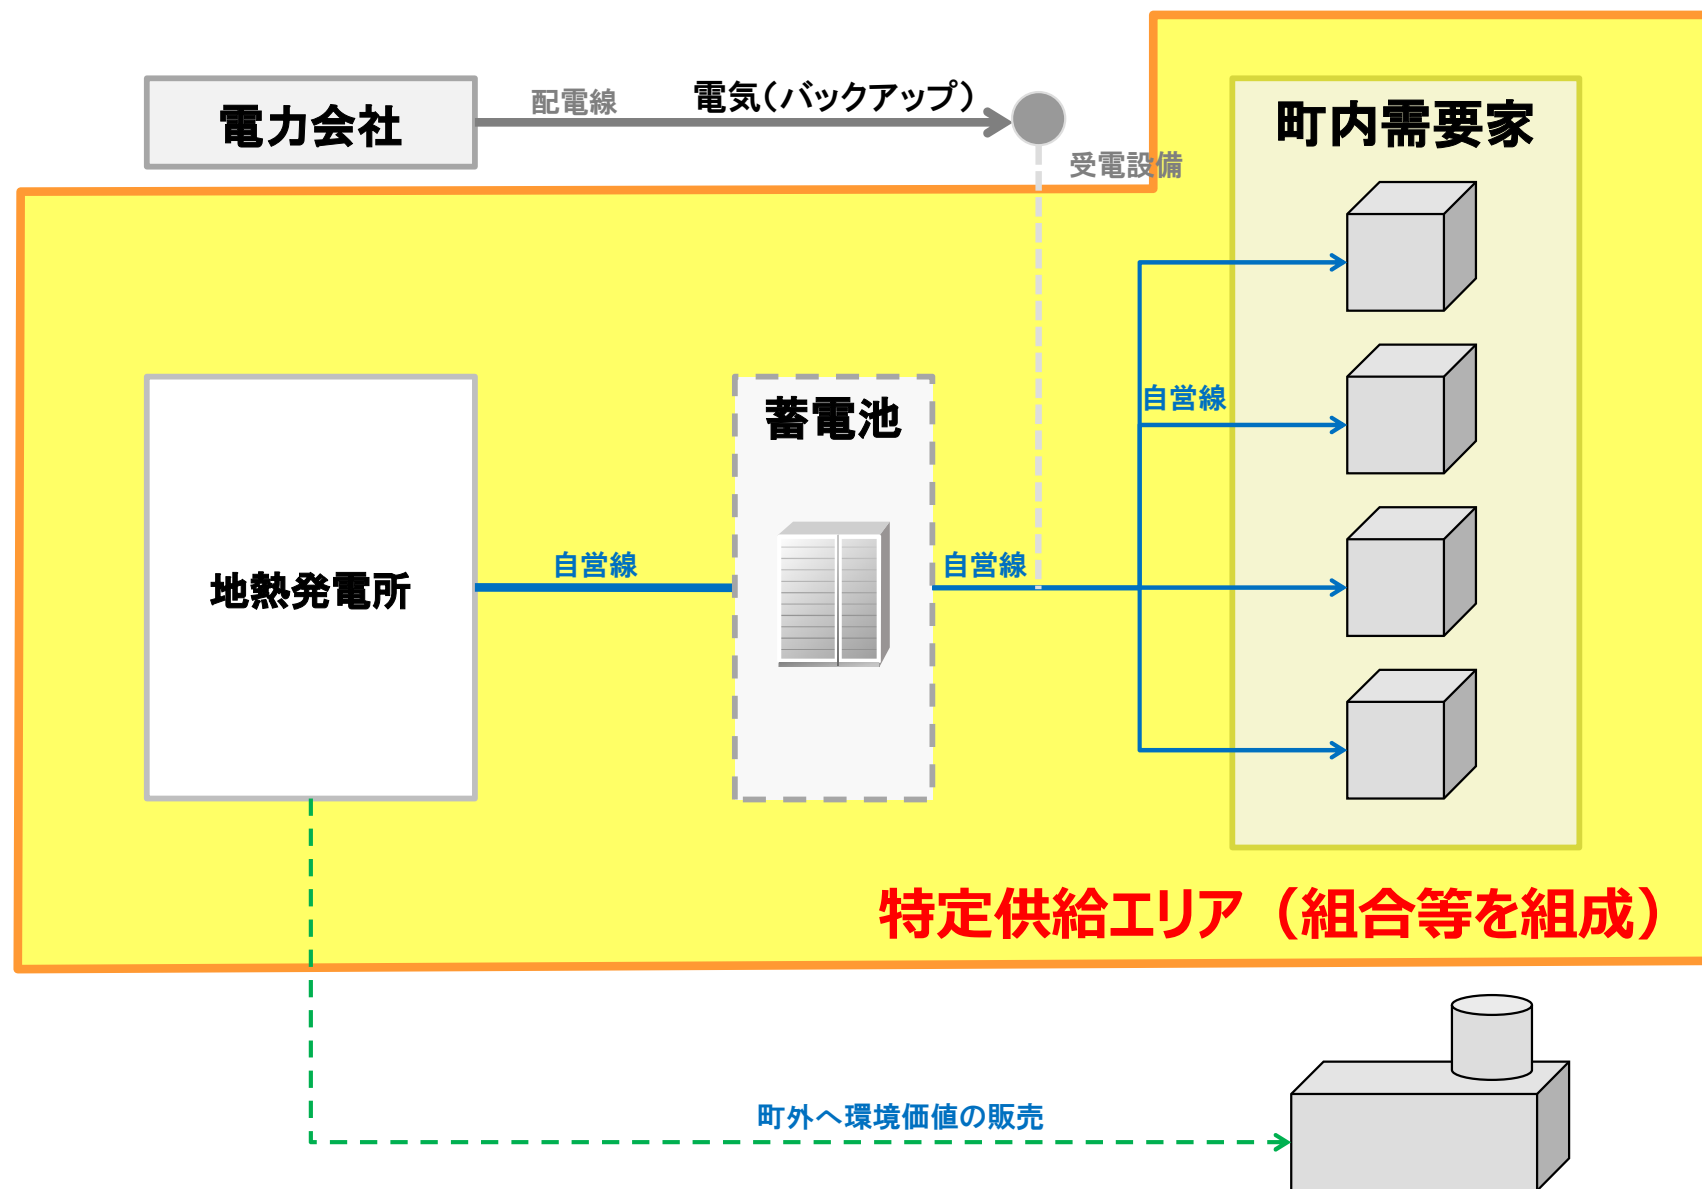 電力会社
配電線
電気(バックアップ)
受電設備
町内需要家
自営線
蓄電池
地熱発電所
自営線
自営線
特定供給エリア（組合等を組成）
町外へ環境価値の販売